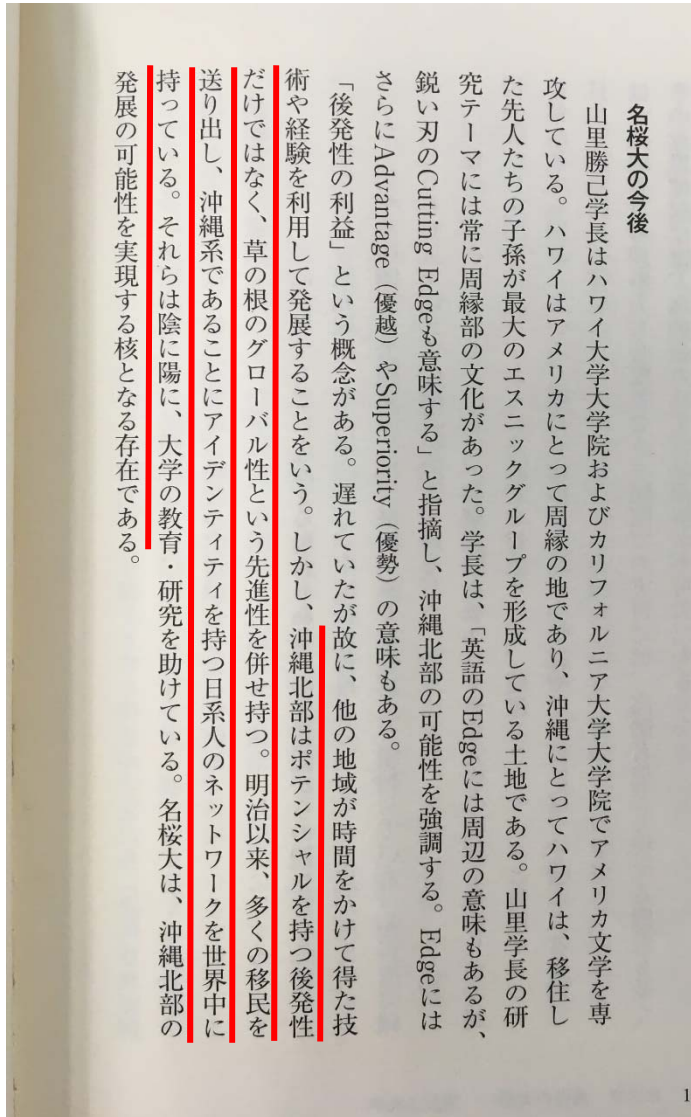 名桜大の今後
山里勝己学長はハワイ大学大学院およびカリフォルニア大学大学院でアメリカ文学を専
攻している。ハワイはアメリカにとって周縁の地であり、沖縄にとってハワイは、移住し
た先人たちの子孫が最大のエスニックグループを形成している土地である。山里学長の研
究テーマには常に周縁部の文化があった。学長は、「英語のEdgeには周辺の意味もあるが、
鋭い刃のCutting Edgeも意味する」と指摘し、沖縄北部の可能性を強調する。Edgeには
さらにAdvantage（優越）やSuperiority（優勢）の意味もある。
「後発性の利益」という概念がある。遅れていたが故に、他の地域が時間をかけて得た技
術や経験を利用して発展することをいう。しかし、沖縄北部はポテンシャルを持つ後発性
だけではなく、草の根のグローバル性という先進性を併せ持つ。明治以来、多くの移民を
送り出し、沖縄系であることにアイデンティティを持つ日系人のネットワークを世界中に
持っている。それらは陰に陽に、大学の教育・研究を助けている。名桜大は、沖縄北部の
発展の可能性を実現する核となる存在である。
1